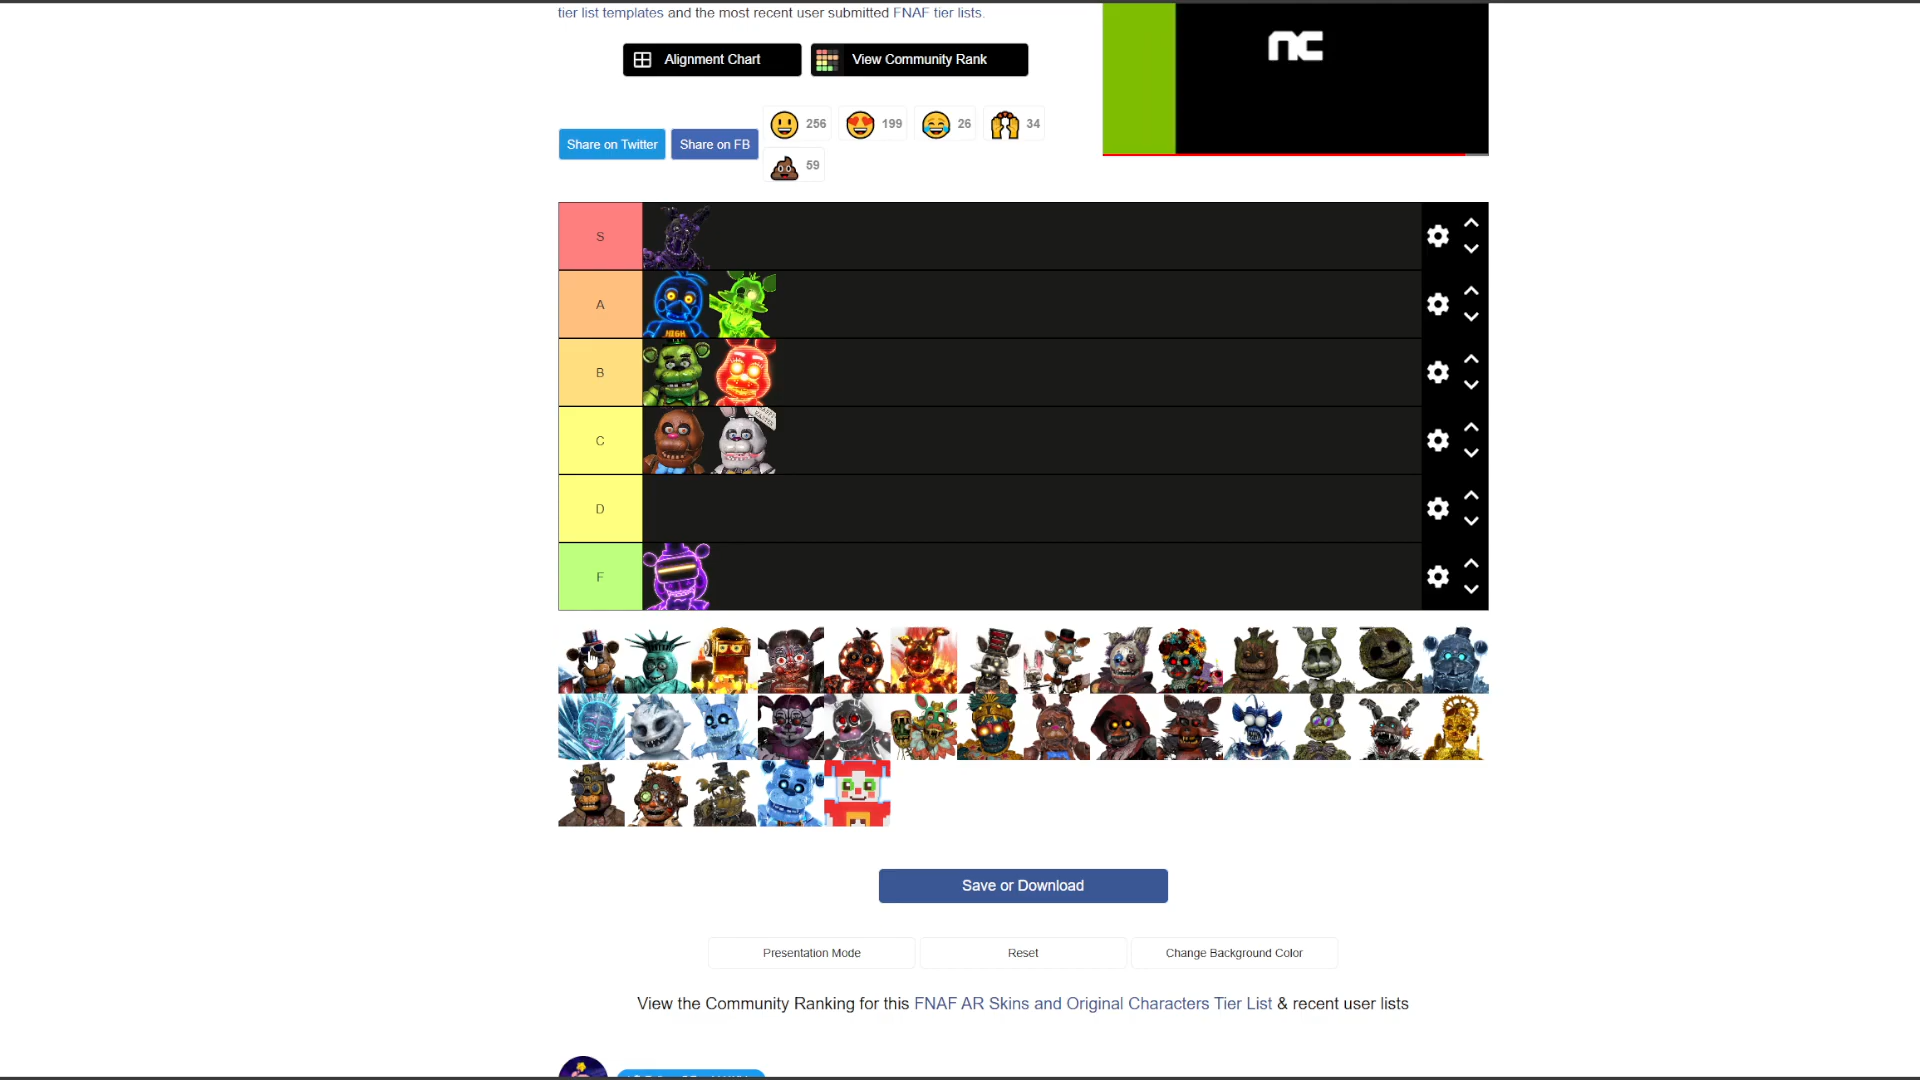 tier list templates and the most recent user submitted FNAF tier lists.
nc
Alignment Chart
View Community Rank
256
199
26
34
Share on Twitter
Share on FB
59
S
A
HIGH
B
C
D
F
Save or Download
Presentation Mode
Reset
Change Background Color
View the Community Ranking for this FNAF AR Skins and Original Characters Tier List & recent user lists